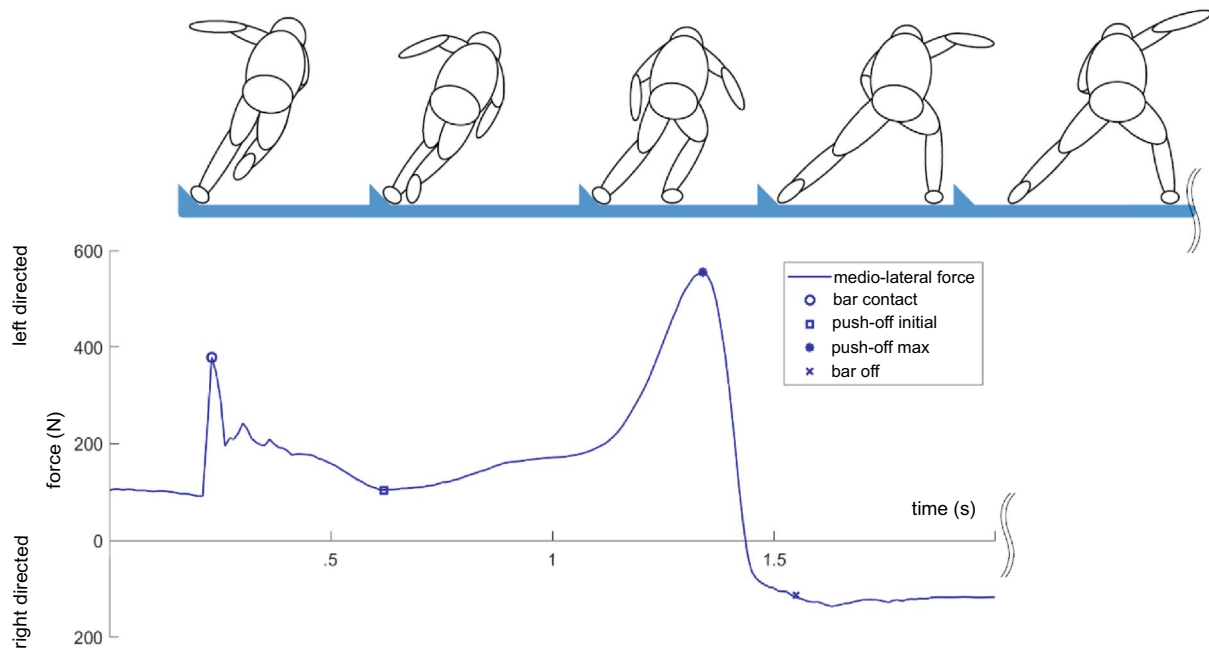 left directed
right directed
force (N)
600
400
200
0
200
.5
1
1.5
time (s)
medio-lateral force
bar contact
push-off initial
push-off max
bar off